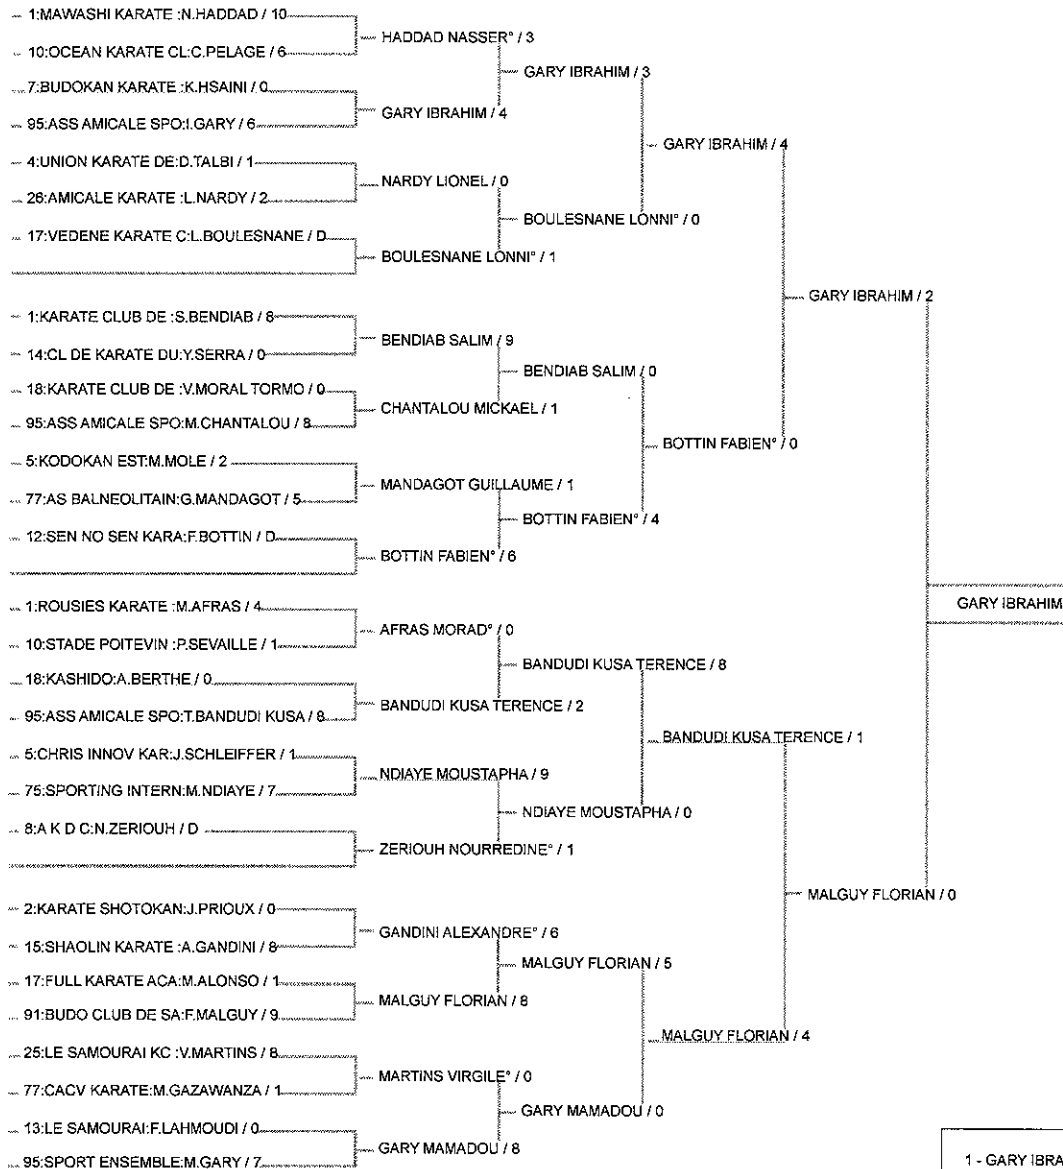 1:MAWASHI KARATE :N.HADDAD / 10
10:OCEAN KARATE CL:C.PELAGE / 6
7:BUDOKAN KARATE :K.HSAINI / 0
95:ASS AMICALE SPO:I.GARY / 6
4:UNION KARATE DE:D.TALBI / 1
26:AMICALE KARATE :L.NARDY / 2
17:VEDENE KARATE C:L.BOULESNANE / D
1:KARATE CLUB DE :S.BENDIAB / 8
14:CL DE KARATE DU:Y.SERRA / 0
18:KARATE CLUB DE :V.MORAL TORMO / 0
95:ASS AMICALE SPO:M.CHANTALOU / 8
5:KODOKAN EST:M.MOLE / 2
77:AS BALNEOLITAIN:G.MANDAGOT / 5
12:SEN NO SEN KARA:F.BOTTIN / D
1:ROUSIES KARATE :M.AFRAS / 4
10:STADE POITEVIN :P.SEVAILLE / 1
18:KASHIDO:A.BERTHE / 0
95:ASS AMICALE SPO:T.BANDUDI KUSA / 8
5:CHRIS INNOV KAR:J.SCHLEIFFER / 1
75:SPORTING INTERN:M.NDIAYE / 7
8:A K D C:N.ZERIOUH / D
2:KARATE SHOTOKAN:J.PRIOUX / 0
15:SHAOLIN KARATE :A.GANDINI / 8
17:FULL KARATE ACA:M.ALONSO / 1
91:BUDO CLUB DE SA:F.MALGUY / 9
25:LE SAMOURAI KC :V.MARTINS / 8
77:CACV KARATE:M.GAZAWANZA / 1
13:LE SAMOURAI:F.LAHMOUDI / 0
95:SPORT ENSEMBLE:M.GARY / 7
HADDAD NASSER° / 3
GARY IBRAHIM / 4
NARDY LIONEL / 0
BOULESNANE LONNI° / 1
BENDIAB SALIM / 9
CHANTALOU MICKAEL / 1
MANDAGOT GUILLAUME / 1
BOTTIN FABIEN° / 6
AFRAS MORAD° / 0
BANDUDI KUSA TERENCE / 2
NDIAYE MOUSTAPHA / 9
ZERIOUH NOURREDINE° / 1
GANDINI ALEXANDRE° / 6
MALGUY FLORIAN / 8
MARTINS VIRGILE° / 0
GARY MAMADOU / 8
GARY IBRAHIM / 3
BOULESNANE LONNI° / 0
BENDIAB SALIM / 0
BOTTIN FABIEN° / 4
BANDUDI KUSA TERENCE / 8
NDIAYE MOUSTAPHA / 0
MALGUY FLORIAN / 5
GARY MAMADOU / 0
GARY IBRAHIM / 4
BOTTIN FABIEN° / 0
BANDUDI KUSA TERENCE / 1
MALGUY FLORIAN / 4
GARY IBRAHIM / 2
MALGUY FLORIAN / 0
GARY IBRAHIM
1 - GARY IBRA